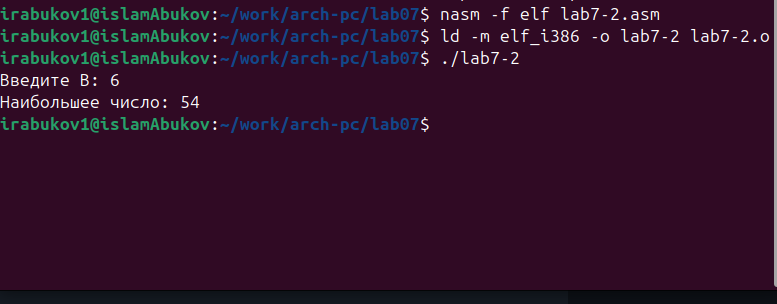 irabukov1@islamAbukov:~/work/arch-pc/lab07$ nasm -f elf lab7-2.asm
irabukov1@islamAbukov:~/work/arch-pc/lab07$ ld -m elf_i386 -o lab7-2 lab7-2.o
irabukov1@islamAbukov:~/work/arch-pc/lab07$ ./lab7-2
Введите В: 6
Наибольшее число: 54
irabukov1@islamAbukov:~/work/arch-pc/lab07$